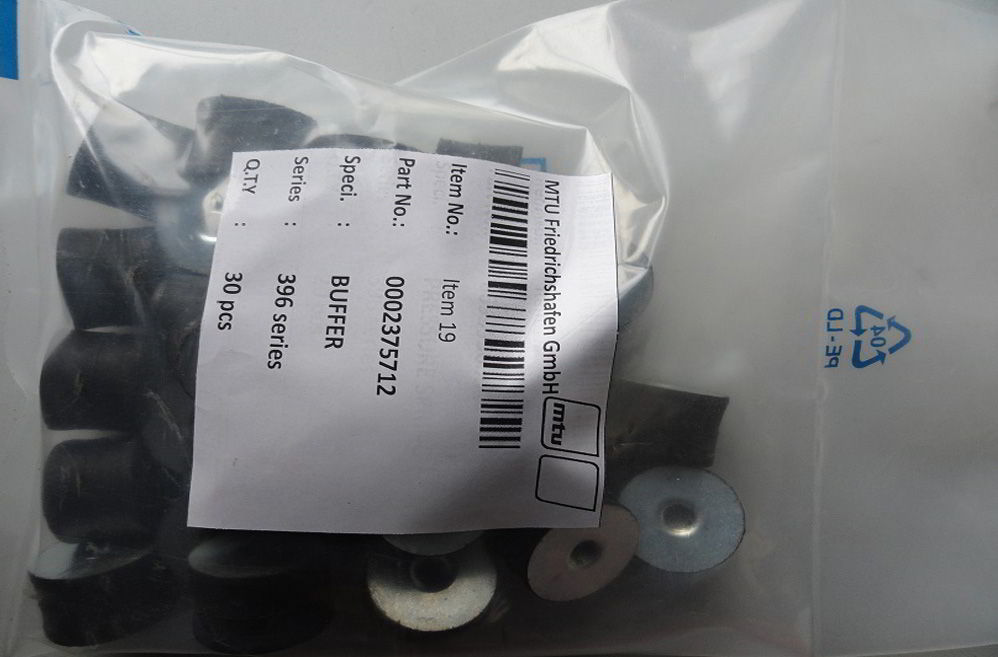 MTU Friedrichshafen GmbH
mtu
Item No.: Item 19
Part No.: 0002375712
Speci. : BUFFER
Series : 396 series
Q.T.Y : 30 pcs
04
PE-LD